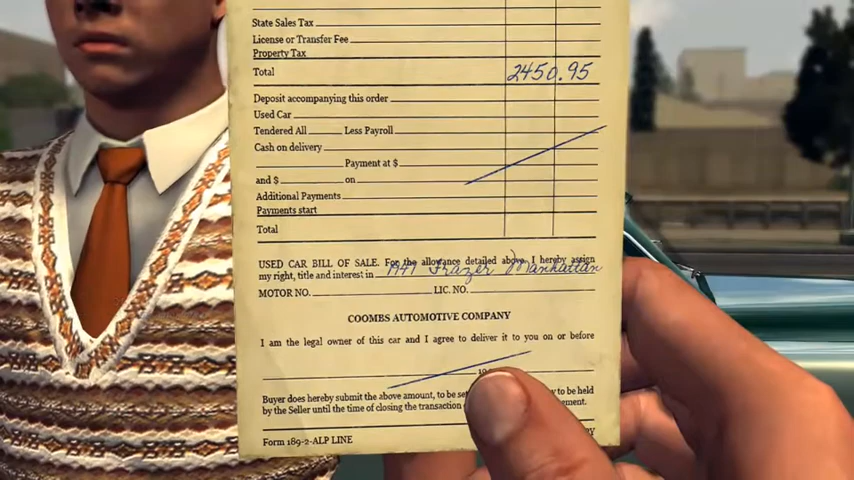 State Sales Tax
License or Transfer Fee
Property Tax
Total 2450.95
Deposit accompanying this order
Used Car
Tendered All Less Payroll
Cash on delivery
Payment at $
and $ on
Additional Payments
Payments start
Total
USED CAR BILL OF SALE. For the allowance detailed above, I hereby assign
my right, title and interest in 1947 Frazer Manhattan
MOTOR NO. LIC. NO.
COOMBS AUTOMOTIVE COMPANY
I am the legal owner of this car and I agree to deliver it to you on or before
Buyer does hereby submit the above amount, to be to be held
by the Seller until the time of closing the transaction
Form 189-2-ALP LINE